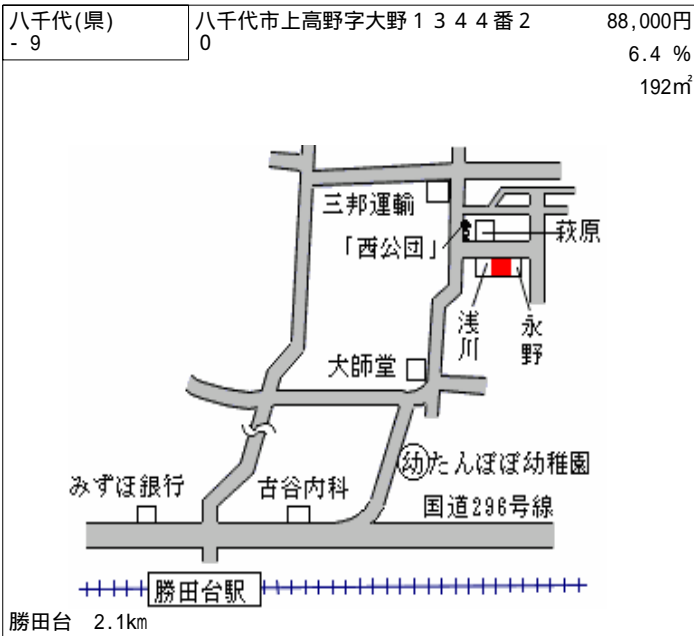 八千代(県)
- 9
八千代市上高野字大野１３４４番２
0
88,000円
6.4 %
192㎡
三邦運輸
「西公団」
萩原
浅川
永野
大師堂
幼たんぽぽ幼稚園
みずほ銀行
古谷内科
国道296号線
勝田台駅
勝田台 2.1km